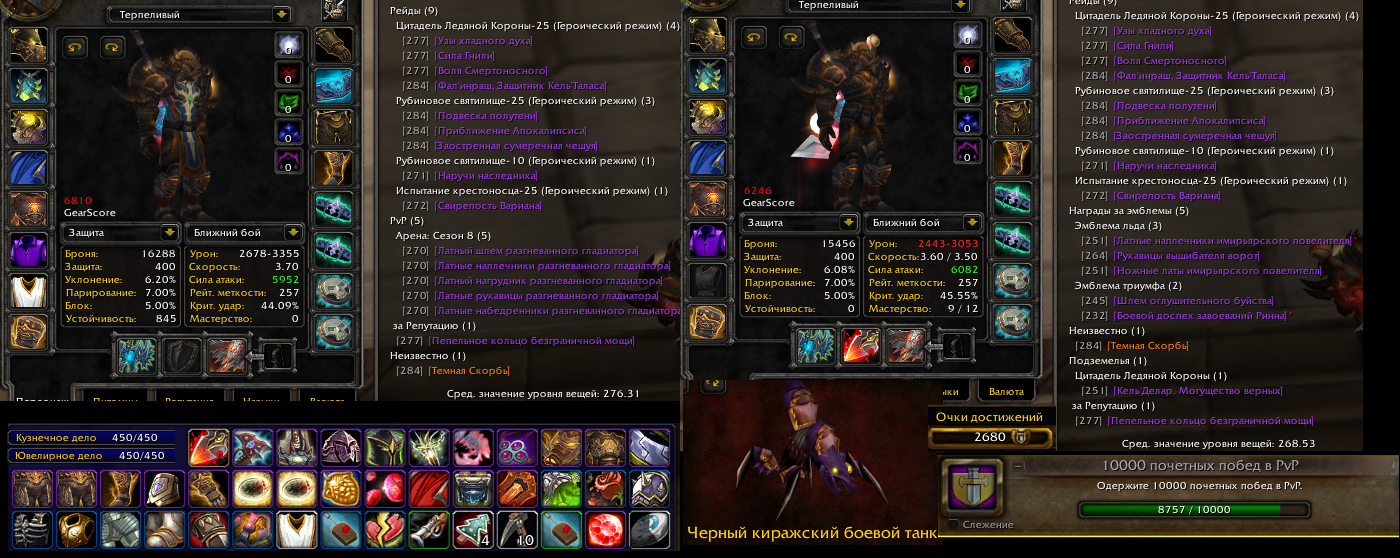 Терпеливый
0
0
0
0
0
6810
GearScore
Защита
Ближний бой
Броня: 16288
Защита: 400
Уклонение: 6.20%
Парирование: 7.00%
Блок: 5.00%
Устойчивость: 845
Урон: 2678-3355
Скорость: 3.70
Сила атаки: 5952
Рейт. меткости: 257
Крит. удар: 44.09%
Мастерство: 0
Рейды (9)
Цитадель Ледяной Короны-25 (Героический режим) (4)
[277] [Узы хладного духа]
[277] [Сила Гнили]
[277] [Воля Смертоносного]
[284] [Фал'инраш, Защитник Кель'Таласа]
Рубиновое святилище-25 (Героический режим) (3)
[284] [Подвеска полутени]
[284] [Приближение Апокалипсиса]
[284] [Заостренная сумеречная чешуя]
Рубиновое святилище-10 (Героический режим) (1)
[271] [Наручи наследника]
Испытание крестоносца-25 (Героический режим) (1)
[272] [Свирепость Вариана]
PvP (5)
Арена: Сезон 8 (5)
[270] [Латный шлем разгневанного гладиатора]
[270] [Латные наплечники разгневанного гладиатора]
[270] [Латный нагрудник разгневанного гладиатора]
[270] [Латные рукавицы разгневанного гладиатора]
[270] [Латные набедренники разгневанного гладиатора
за Репутацию (1)
[277] [Пепельное кольцо безграничной мощи]
Неизвестно (1)
[284] [Темная Скорбь]
Сред. значение уровня вещей: 276.31
Кузнечное дело 450/450
Ювелирное дело 450/450
4
10
Терпеливый
0
0
0
0
0
6246
GearScore
Защита
Ближний бой
Броня: 15456
Защита: 400
Уклонение: 6.08%
Парирование: 7.00%
Блок: 5.00%
Устойчивость: 0
Урон: 2443-3053
Скорость: 3.60 / 3.50
Сила атаки: 6082
Рейт. меткости: 257
Крит. удар: 45.55%
Мастерство: 9 / 12
Рейды (9)
Цитадель Ледяной Короны-25 (Героический режим) (4)
[277] [Узы хладного духа]
[277] [Сила Гнили]
[277] [Воля Смертоносного]
[284] [Фал'инраш, Защитник Кель'Таласа]
Рубиновое святилище-25 (Героический режим) (3)
[284] [Подвеска полутени]
[284] [Приближение Апокалипсиса]
[284] [Заостренная сумеречная чешуя]
Рубиновое святилище-10 (Героический режим) (1)
[271] [Наручи наследника]
Испытание крестоносца-25 (Героический режим) (1)
[272] [Свирепость Вариана]
Награды за эмблемы (5)
Эмблема льда (3)
[251] [Латные наплечники имирьярского повелителя]
[264] [Рукавицы вышибателя ворот]
[251] [Ножные латы имирьярского повелителя]
Эмблема триумфа (2)
[245] [Шлем оглушительного буйства]
[232] [Боевой доспех завоеваний Ринна]
Неизвестно (1)
[284] [Темная Скорбь]
Подземелья (1)
Цитадель Ледяной Короны (1)
[251] [Кель'Делар, Могущество верных]
за Репутацию (1)
[277] [Пепельное кольцо безграничной мощи]
Сред. значение уровня вещей: 268.53
Валюта
Очки достижений
2680
Черный киражский боевой танк
10000 почетных побед в PvP
Одержите 10000 почетных побед в PvP.
8757 / 10000
Слежение